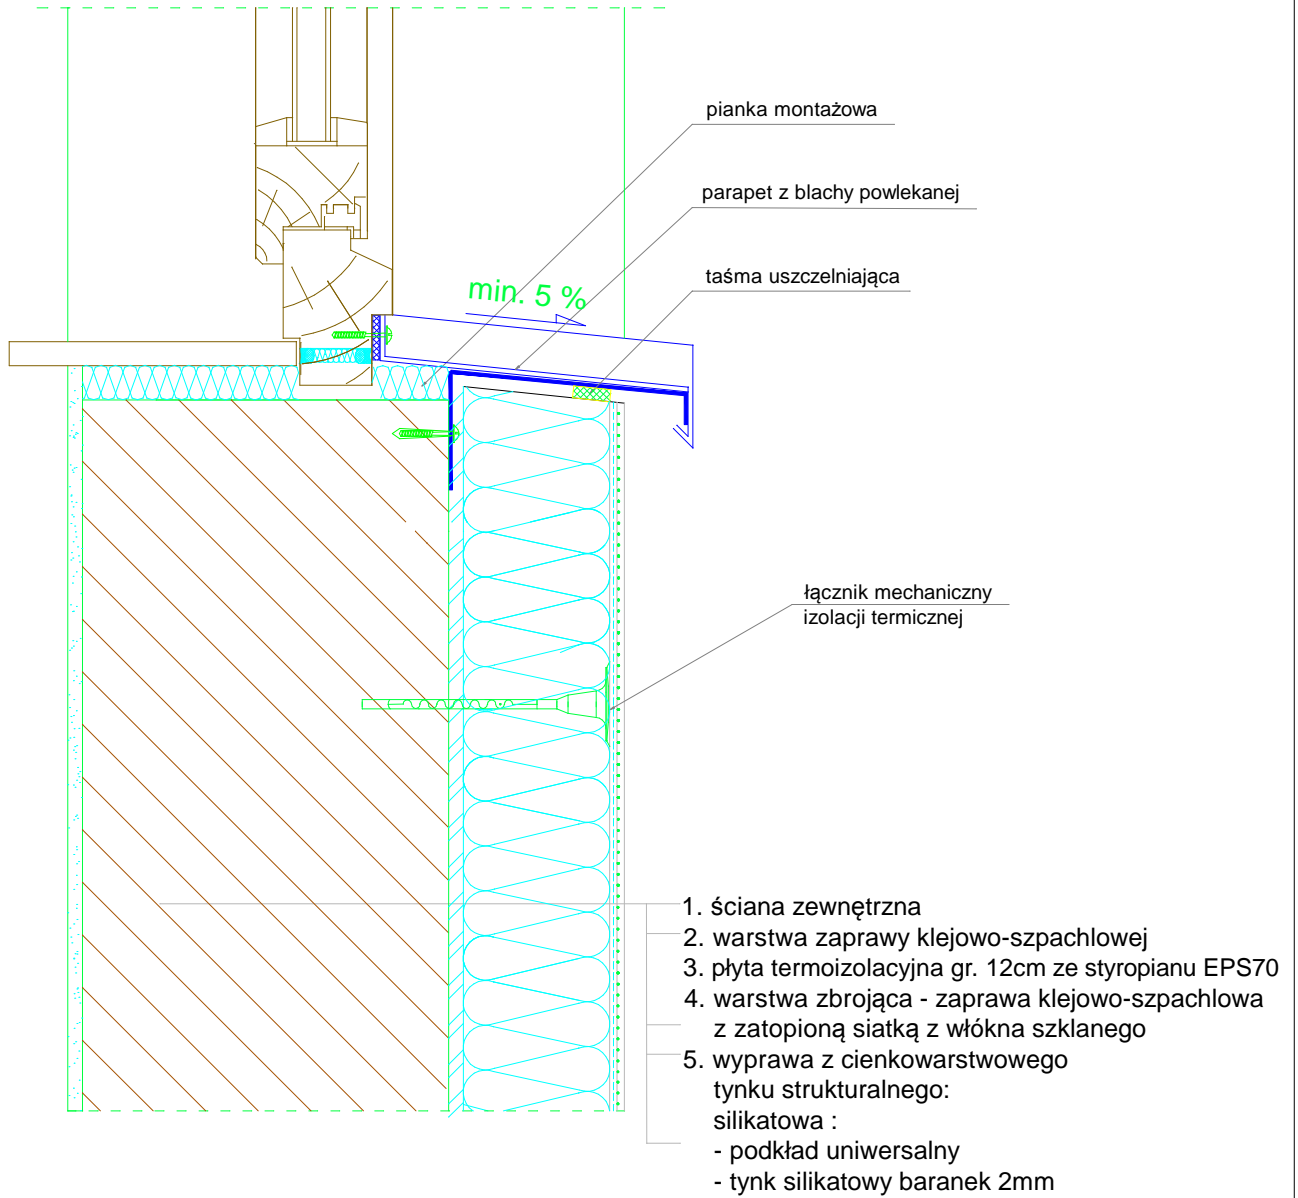 pianka montażowa
parapet z blachy powlekanej
taśma uszczelniająca
min. 5 %
łącznik mechaniczny
izolacji termicznej
1. ściana zewnętrzna
2. warstwa zaprawy klejowo-szpachlowej
3. płyta termoizolacyjna gr. 12cm ze styropianu EPS70
4. warstwa zbrojąca - zaprawa klejowo-szpachlowa
z zatopioną siatką z włókna szklanego
5. wyprawa z cienkowarstwowego
tynku strukturalnego:
silikatowa :
- podkład uniwersalny
- tynk silikatowy baranek 2mm